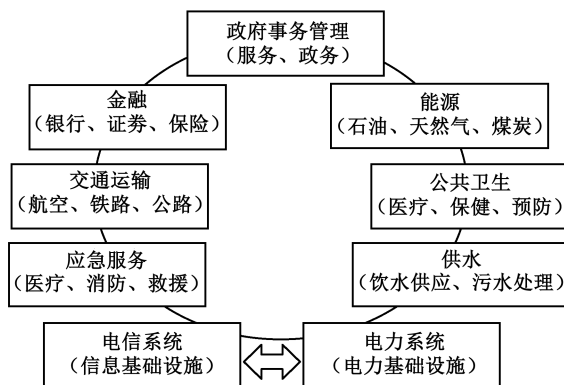 政府事务管理
（服务、政务）
金融
（银行、证券、保险）
能源
（石油、天然气、煤炭）
交通运输
（航空、铁路、公路）
公共卫生
（医疗、保健、预防）
应急服务
（医疗、消防、救援）
供水
（饮水供应、污水处理）
电信系统
（信息基础设施）
电力系统
（电力基础设施）